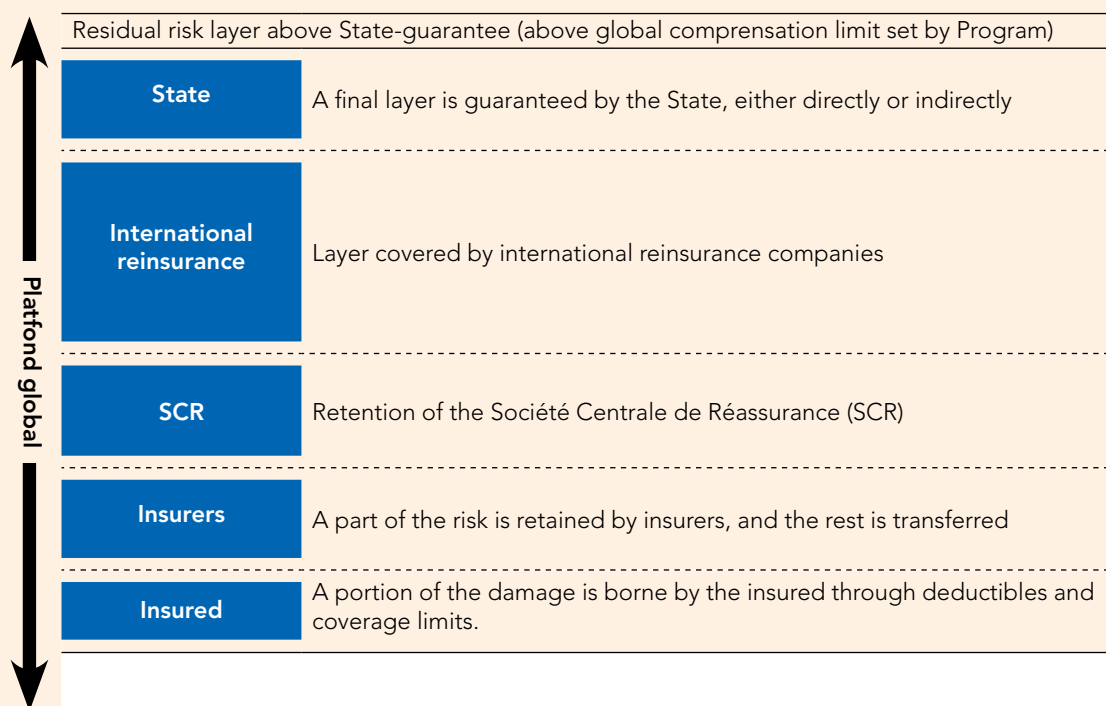 Residual risk layer above State-guarantee (above global comprensation limit set by Program)
State
A final layer is guaranteed by the State, either directly or indirectly
International
reinsurance
Layer covered by international reinsurance companies
Platfond global
SCR
Retention of the Société Centrale de Réassurance (SCR)
Insurers
A part of the risk is retained by insurers, and the rest is transferred
Insured
A portion of the damage is borne by the insured through deductibles and
coverage limits.